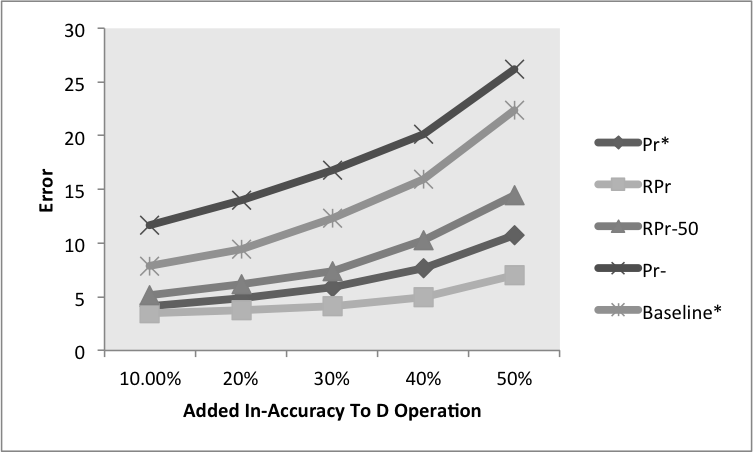 30
25
20
15
10
5
0
Error
10.00% 20% 30% 40% 50%
Added In-Accuracy To D Operation
Pr*
RPr
RPr-50
Pr-
Baseline*